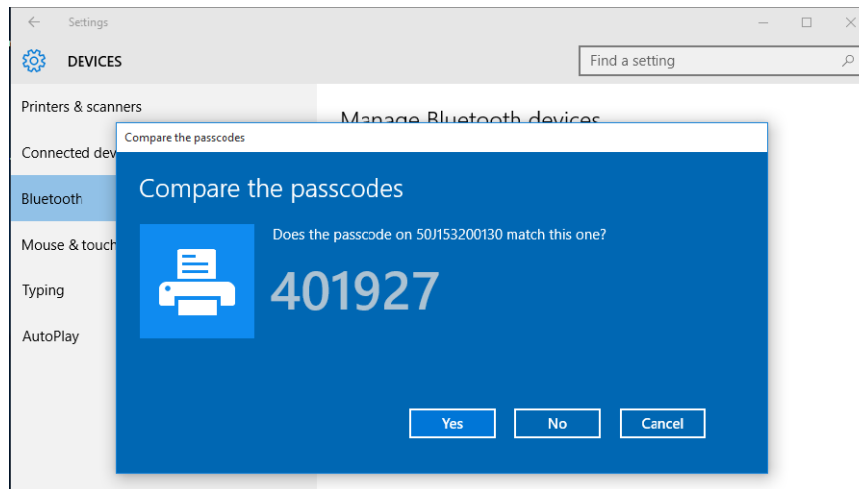 Settings
DEVICES
Find a setting
Printers & scanners
Manage Bluetooth devices
Compare the passcodes
Connected dev
Compare the passcodes
Bluetooth
Does the passcode on 50J153200130 match this one?
Mouse & touch
401927
Typing
AutoPlay
Yes No Cancel